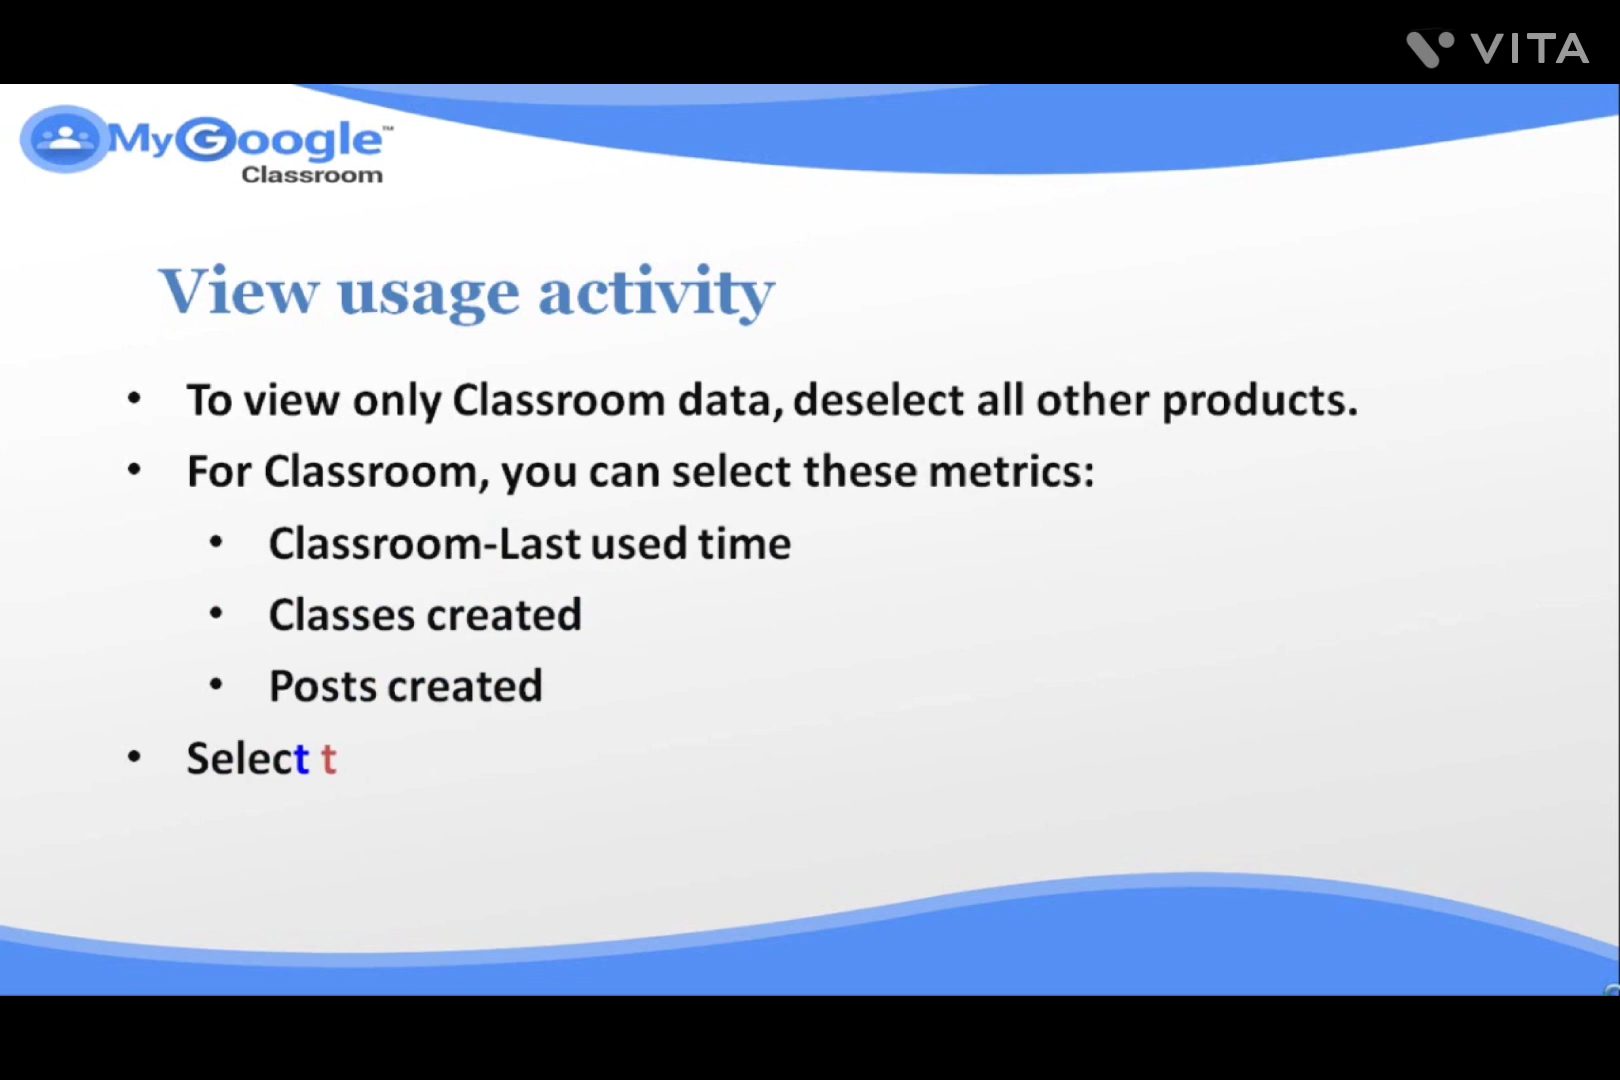 VITA
MyGoogle™
Classroom
View usage activity
• To view only Classroom data, deselect all other products.
• For Classroom, you can select these metrics:
• Classroom-Last used time
• Classes created
• Posts created
• Select t